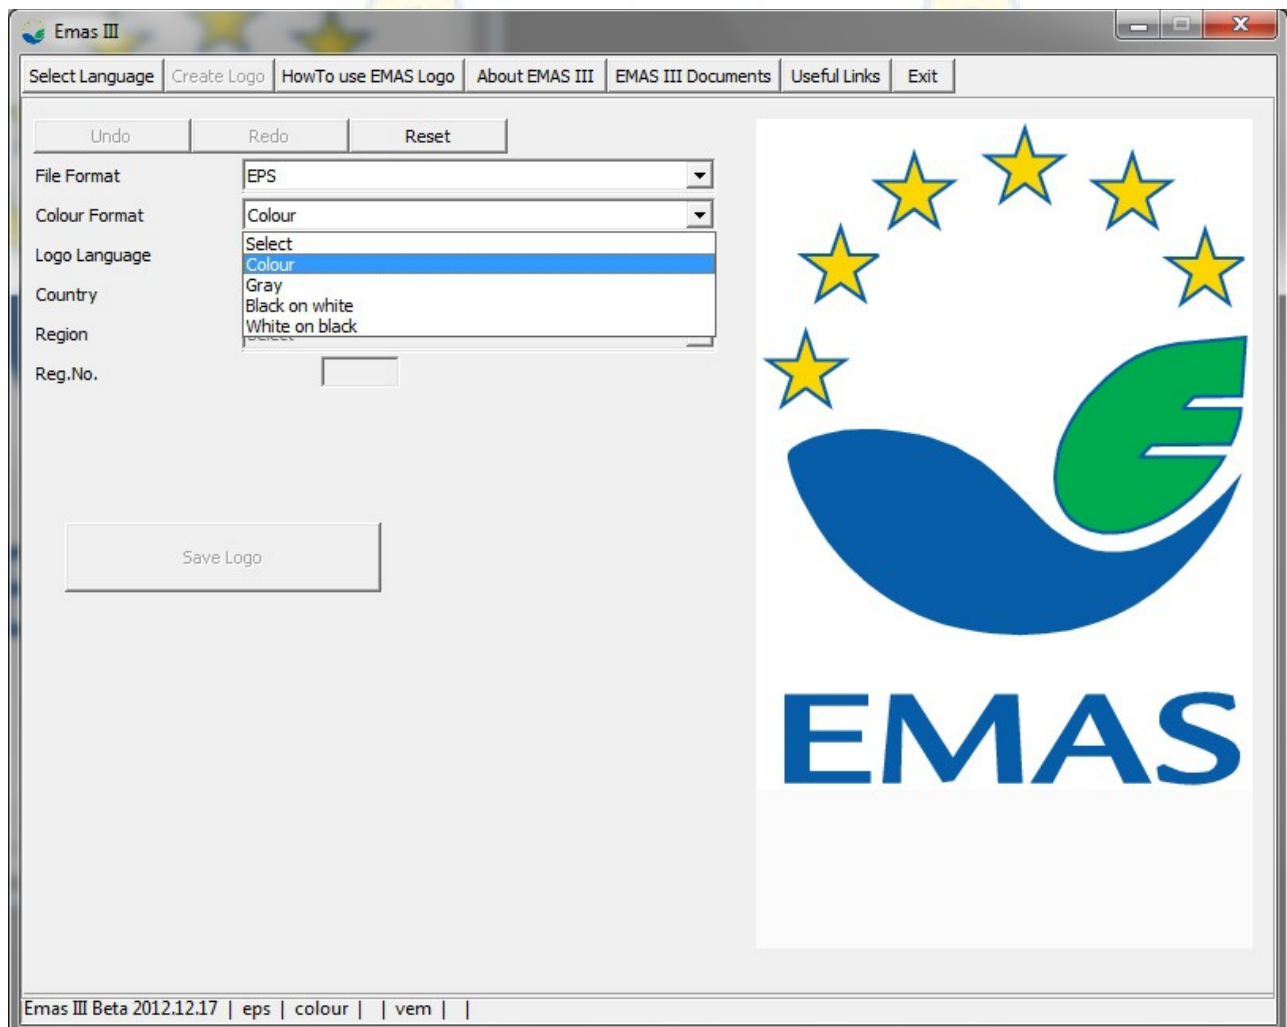 Emas III
Select Language Create Logo HowTo use EMAS Logo About EMAS III EMAS III Documents Useful Links Exit
Undo Redo Reset
File Format EPS
Colour Format Colour
Select
Logo Language
Colour
Gray
Country
Black on white
White on black
Region
Reg.No.
Save Logo
EMAS
Emas III Beta 2012.12.17 | eps | colour | | vem | |